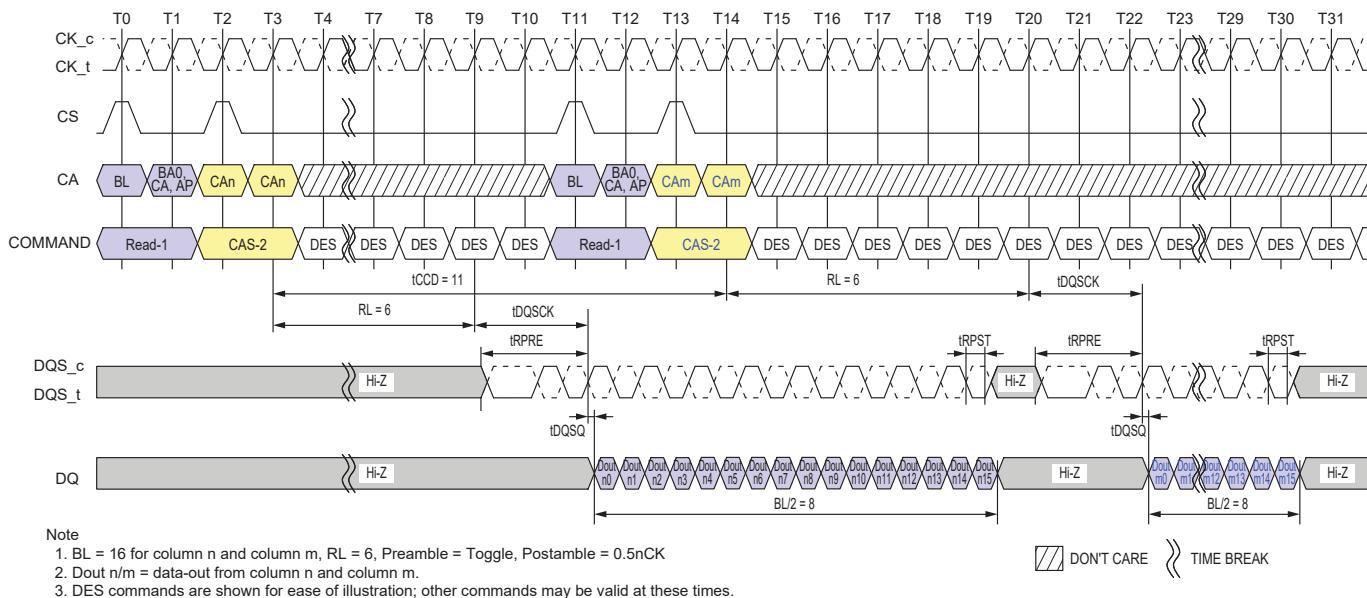 T0 T1 T2 T3 T4 T7 T8 T9 T10 T11 T12 T13 T14 T15 T16 T17 T18 T19 T20 T21 T22 T23 T29 T30 T31
CK_c
CK_t
CS
CA BL BA0, CA, AP CAn CAn BL BA0, CA, AP CAm CAm
COMMAND Read-1 CAS-2 DES DES DES DES DES Read-1 CAS-2 DES DES DES DES DES DES DES DES DES DES DES DES
tCCD = 11 RL = 6 tDQSCK
RL = 6 tDQSCK
tRPRE tRPST tRPRE tRPST
DQS_c
DQS_t
Hi-Z Hi-Z Hi-Z
tDQSQ tDQSQ
DQ Hi-Z Dout n0 Dout n1 Dout n2 Dout n3 Dout n4 Dout n5 Dout n6 Dout n7 Dout n8 Dout n9 Dout n10 Dout n11 Dout n12 Dout n13 Dout n14 Dout n15 Hi-Z Dout m0 Dout m1 Dout m12 Dout m13 Dout m14 Dout m15 Hi-Z
BL/2 = 8 BL/2 = 8
Note
1. BL = 16 for column n and column m, RL = 6, Preamble = Toggle, Postamble = 0.5nCK
2. Dout n/m = data-out from column n and column m.
3. DES commands are shown for ease of illustration; other commands may be valid at these times.
DON'T CARE TIME BREAK